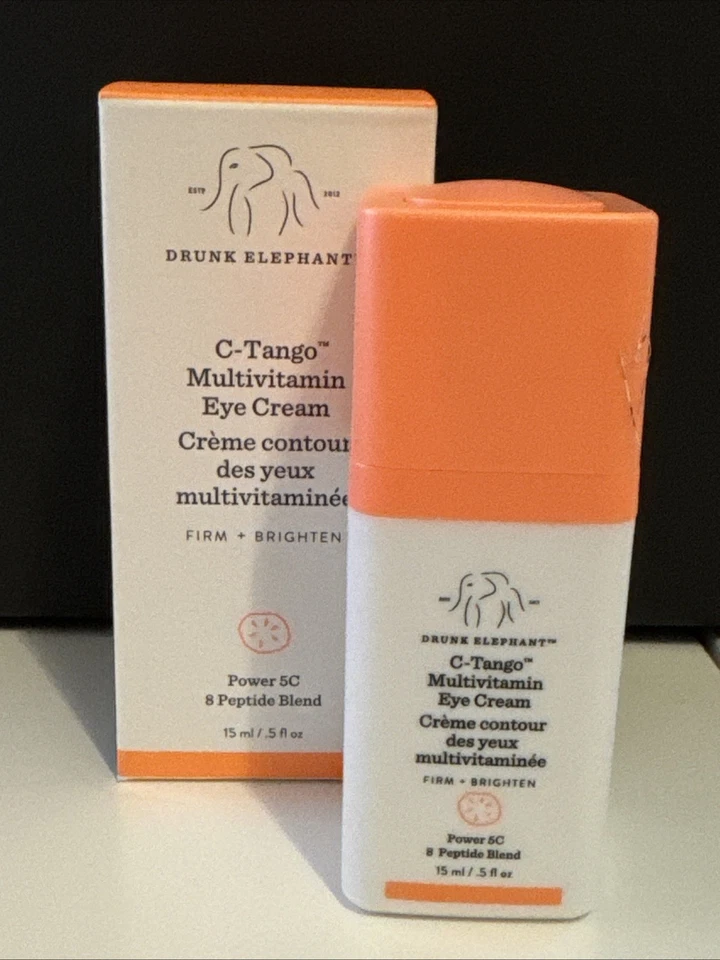 ESTD 2012
DRUNK ELEPHANT
C-Tango™
Multivitamin
Eye Cream
Crème contour
des yeux
multivitaminée
FIRM + BRIGHTEN
Power 5C
8 Peptide Blend
15 ml / .5 fl oz
DRUNK ELEPHANT™
C-Tango™
Multivitamin
Eye Cream
Crème contour
des yeux
multivitaminée
FIRM + BRIGHTEN
Power 5C
8 Peptide Blend
15 ml / .5 fl oz